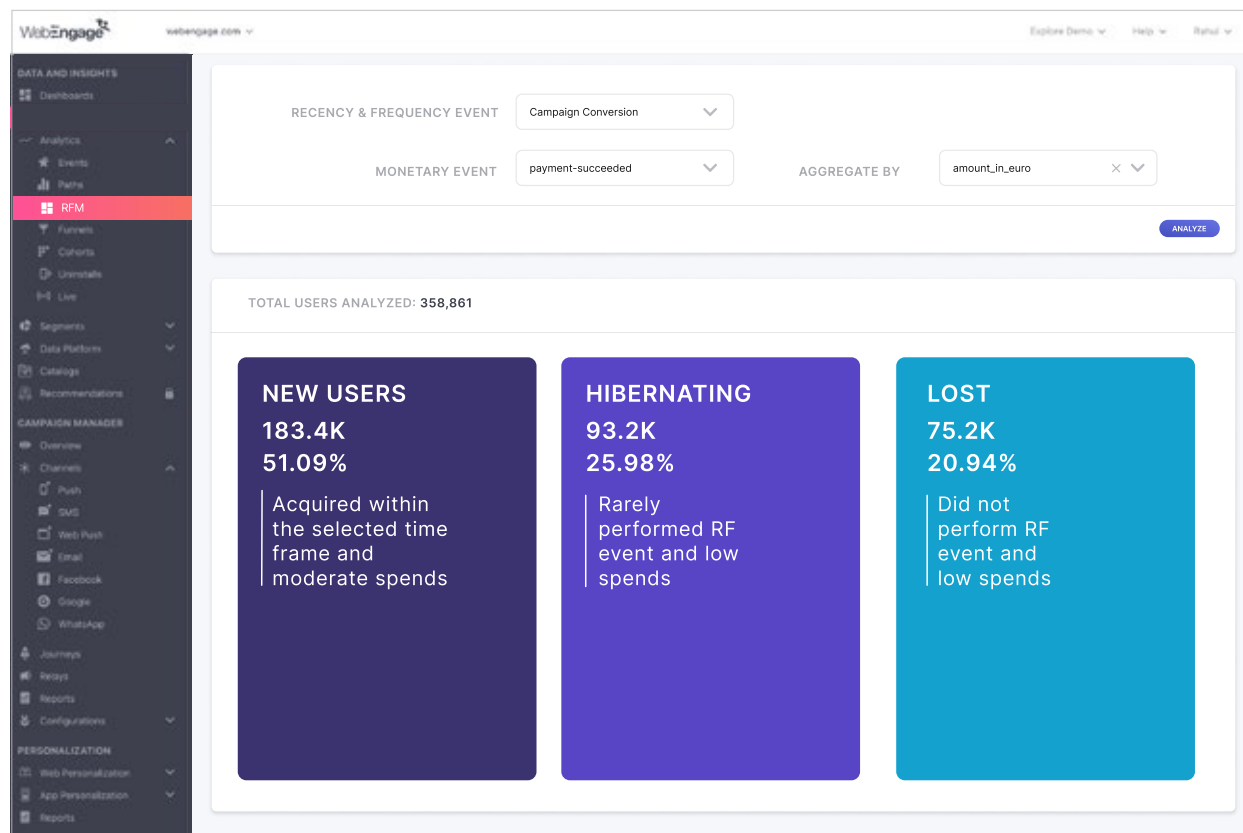 WebEngage
webengage.com
Explore Demo
Help
Rahul
DATA AND INSIGHTS
Dashboards
Analytics
Events
Paths
RFM
Funnels
Cohorts
Uninstalls
Live
Segments
Data Platform
Catalogs
Recommendations
CAMPAIGN MANAGER
Overview
Channels
Push
SMS
Web Push
Email
Facebook
Google
WhatsApp
Journeys
Relays
Reports
Configurations
PERSONALIZATION
Web Personalization
App Personalization
Reports
RECENCY & FREQUENCY EVENT
Campaign Conversion
MONETARY EVENT
payment-succeeded
AGGREGATE BY
amount_in_euro
ANALYZE
TOTAL USERS ANALYZED: 358,861
NEW USERS
183.4K
51.09%
Acquired within
the selected time
frame and
moderate spends
HIBERNATING
93.2K
25.98%
Rarely
performed RF
event and low
spends
LOST
75.2K
20.94%
Did not
perform RF
event and
low spends